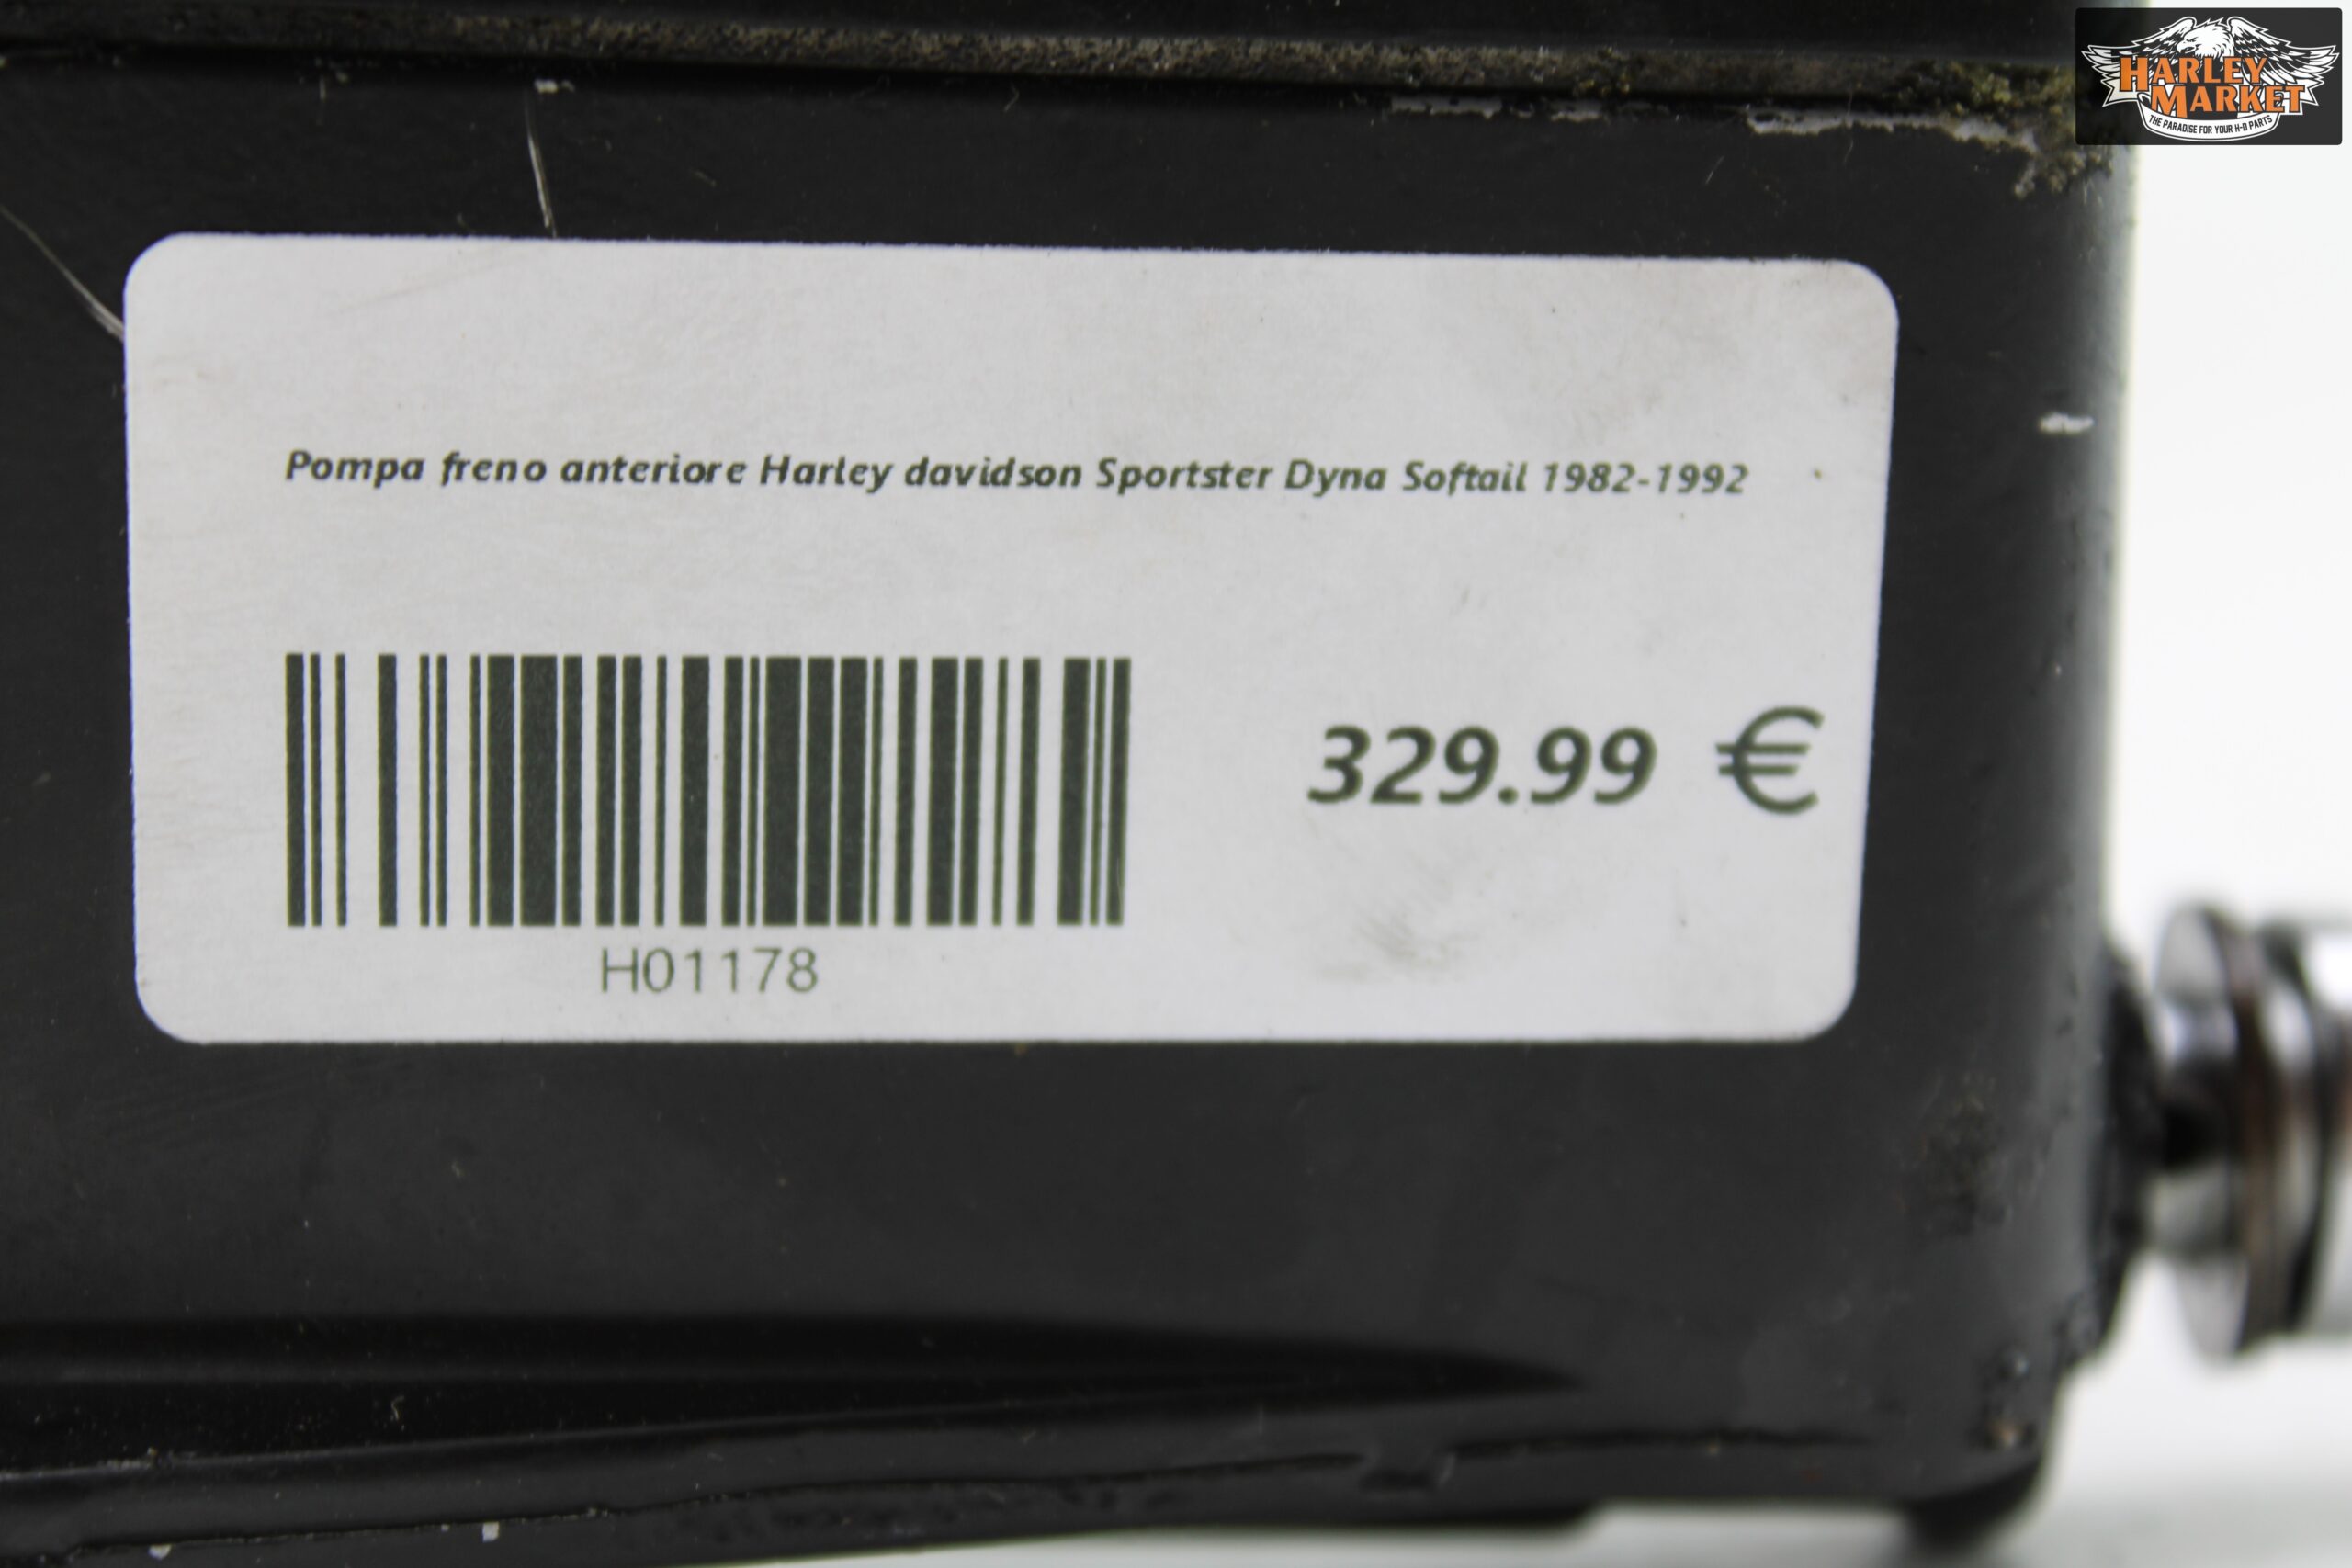 HARLEY
MARKET
THE PARADISE FOR YOUR H-D PARTS
Pompa freno anteriore Harley davidson Sportster Dyna Softail 1982-1992
329.99 €
H01178